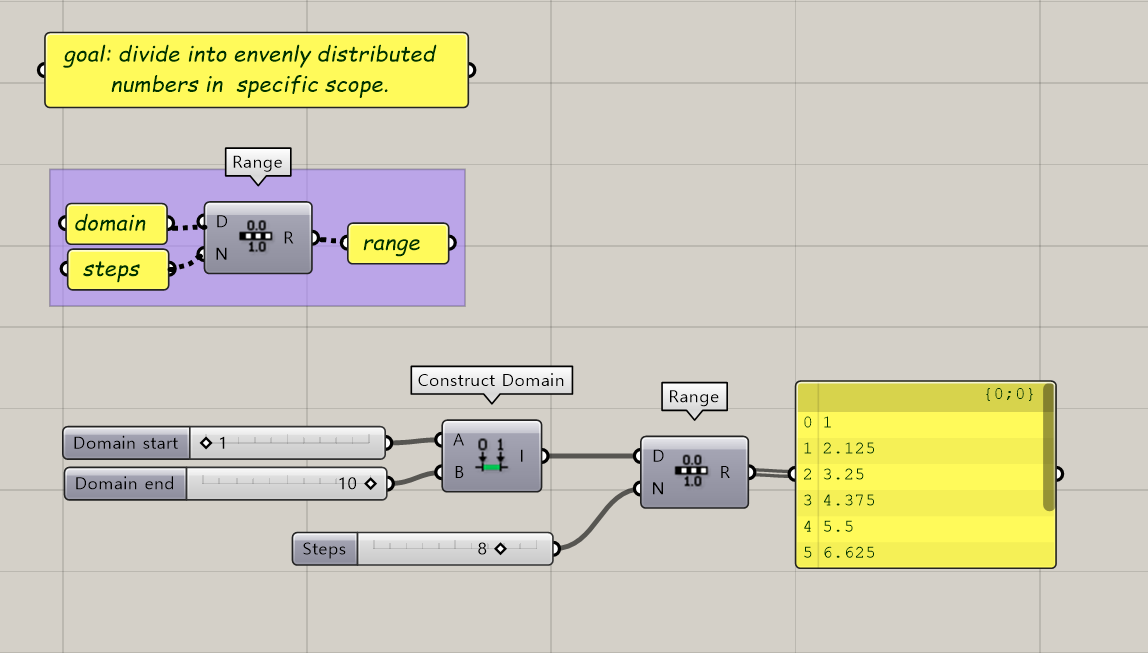 goal: divide into envenly distributed
numbers in specific scope.
Range
domain
steps
D
N
0.0
1.0
R
range
Construct Domain
Range
Domain start
1
Domain end
10
A
B
0 1
I
Steps
8
D
N
0.0
1.0
R
{0;0}
0 1
1 2.125
2 3.25
3 4.375
4 5.5
5 6.625